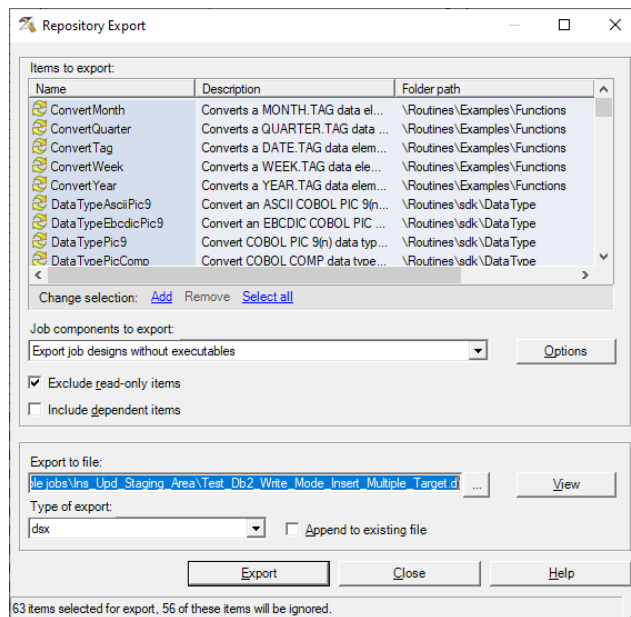 Repository Export
Items to export:
Name Description Folder path
ConvertMonth Converts a MONTH.TAG data el... \Routines\Examples\Functions
ConvertQuarter Converts a QUARTER.TAG data ... \Routines\Examples\Functions
ConvertTag Converts a DATE.TAG data elem... \Routines\Examples\Functions
ConvertWeek Converts a WEEK.TAG data ele... \Routines\Examples\Functions
ConvertYear Converts a YEAR.TAG data elem... \Routines\Examples\Functions
DataTypeAsciiPic9 Convert an ASCII COBOL PIC 9(n... \Routines\sdk\DataType
DataTypeEbcdicPic9 Convert an EBCDIC COBOL PIC ... \Routines\sdk\DataType
DataTypePic9 Convert COBOL PIC 9(n) data typ... \Routines\sdk\DataType
DataTypePicComp Convert COBOL COMP data type... \Routines\sdk\DataType
Change selection: Add Remove Select all
Job components to export:
Export job designs without executables Options
Exclude read-only items
Include dependent items
Export to file:
ple jobs\Ins_Upd_Staging_Area\Test_Db2_Write_Mode_Insert_Multiple_Target.d ... View
Type of export:
dsx Append to existing file
Export Close Help
63 items selected for export, 56 of these items will be ignored.